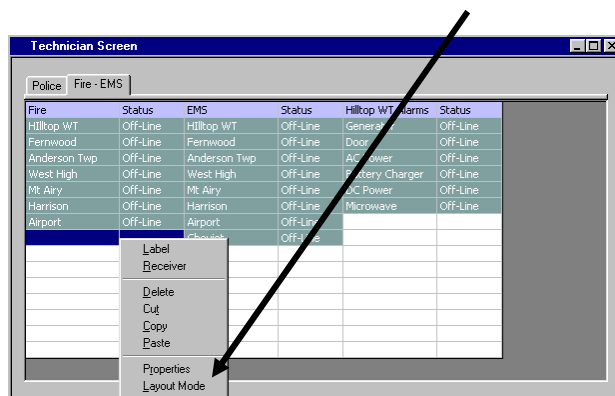 Technician Screen
Police Fire - EMS
Fire Status EMS Status Hilltop WT Alarms Status
HIlltop WT Off-Line HIlltop WT Off-Line Generator Off-Line
Fernwood Off-Line Fernwood Off-Line Door Off-Line
Anderson Twp Off-Line Anderson Twp Off-Line AC Power Off-Line
West High Off-Line West High Off-Line Battery Charger Off-Line
Mt Airy Off-Line Mt Airy Off-Line DC Power Off-Line
Harrison Off-Line Harrison Off-Line Microwave Off-Line
Airport Off-Line Airport Off-Line
Cheviot Off-Line
Label
Receiver
Delete
Cut
Copy
Paste
Properties
Layout Mode